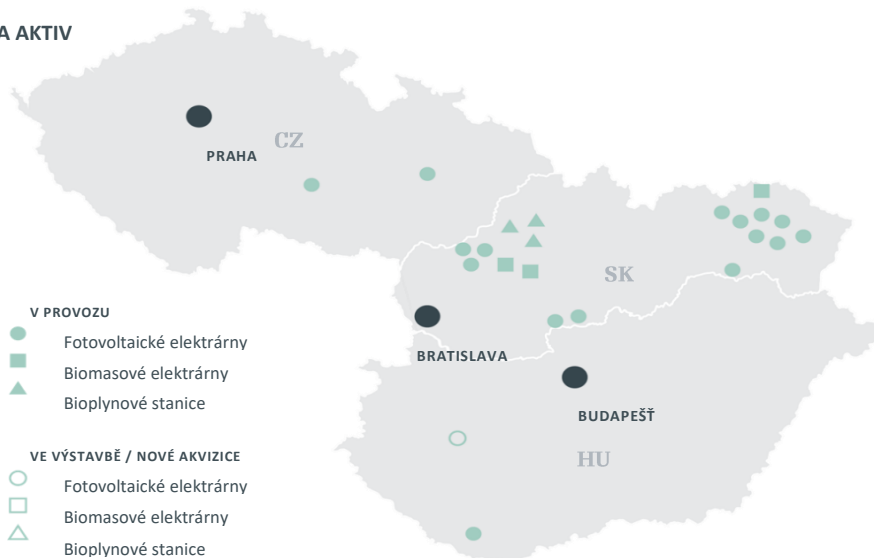 A AKTIV
CZ
PRAHA
SK
V PROVOZU
Fotovoltaické elektrárny
BRATISLAVA
Biomasové elektrárny
Bioplynové stanice
BUDAPEŠŤ
VE VÝSTAVBĚ / NOVÉ AKVIZICE
HU
Fotovoltaické elektrárny
Biomasové elektrárny
Bioplynové stanice